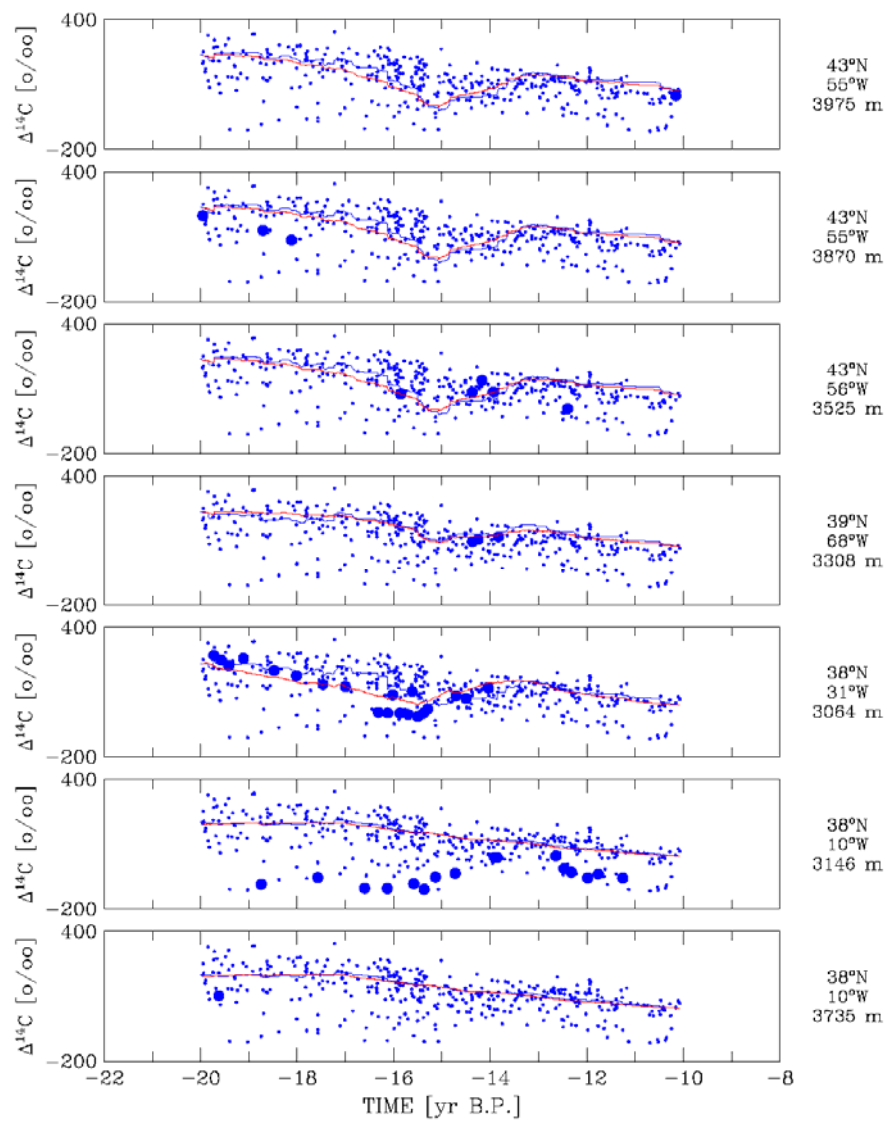 400
Δ¹⁴C [o/oo]
−200
43°N
55°W
3975 m
400
Δ¹⁴C [o/oo]
−200
43°N
55°W
3870 m
400
Δ¹⁴C [o/oo]
−200
43°N
56°W
3525 m
400
Δ¹⁴C [o/oo]
−200
39°N
68°W
3308 m
400
Δ¹⁴C [o/oo]
−200
38°N
31°W
3064 m
400
Δ¹⁴C [o/oo]
−200
38°N
10°W
3146 m
400
Δ¹⁴C [o/oo]
−200
38°N
10°W
3735 m
−22 −20 −18 −16 −14 −12 −10 −8
TIME [yr B.P.]